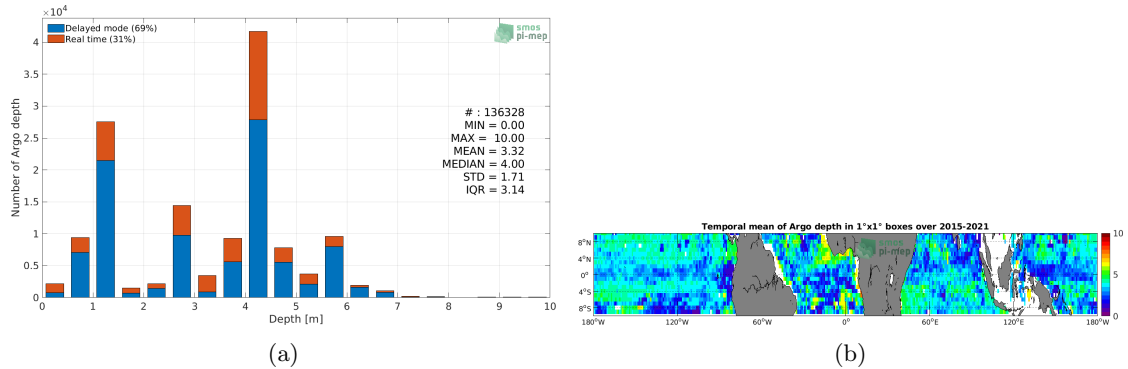 ×10⁴
Delayed mode (69%)
Real time (31%)
smos
pi-mep
4
3.5
3
2.5
2
1.5
1
0.5
0
Number of Argo depth
# : 136328
MIN = 0.00
MAX = 10.00
MEAN = 3.32
MEDIAN = 4.00
STD = 1.71
IQR = 3.14
0 1 2 3 4 5 6 7 8 9 10
Depth [m]
(a)
Temporal mean of Argo depth in 1°x1° boxes over 2015-2021
smos
pi-mep
8°N
4°N
0°
4°S
8°S
180°W 120°W 60°W 0° 60°E 120°E 180°W
10
5
0
(b)